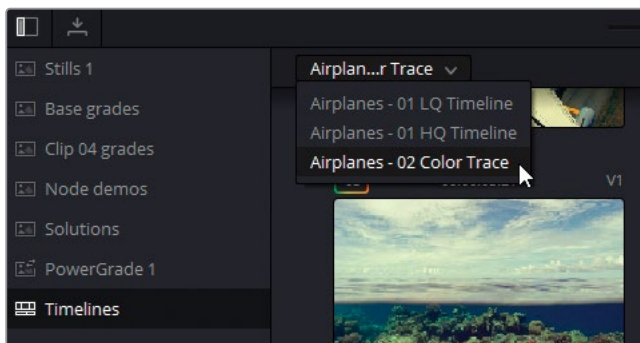 Stills 1
Base grades
Clip 04 grades
Node demos
Solutions
PowerGrade 1
Timelines
Airplan...r Trace
Airplanes - 01 LQ Timeline
Airplanes - 01 HQ Timeline
Airplanes - 02 Color Trace
V1